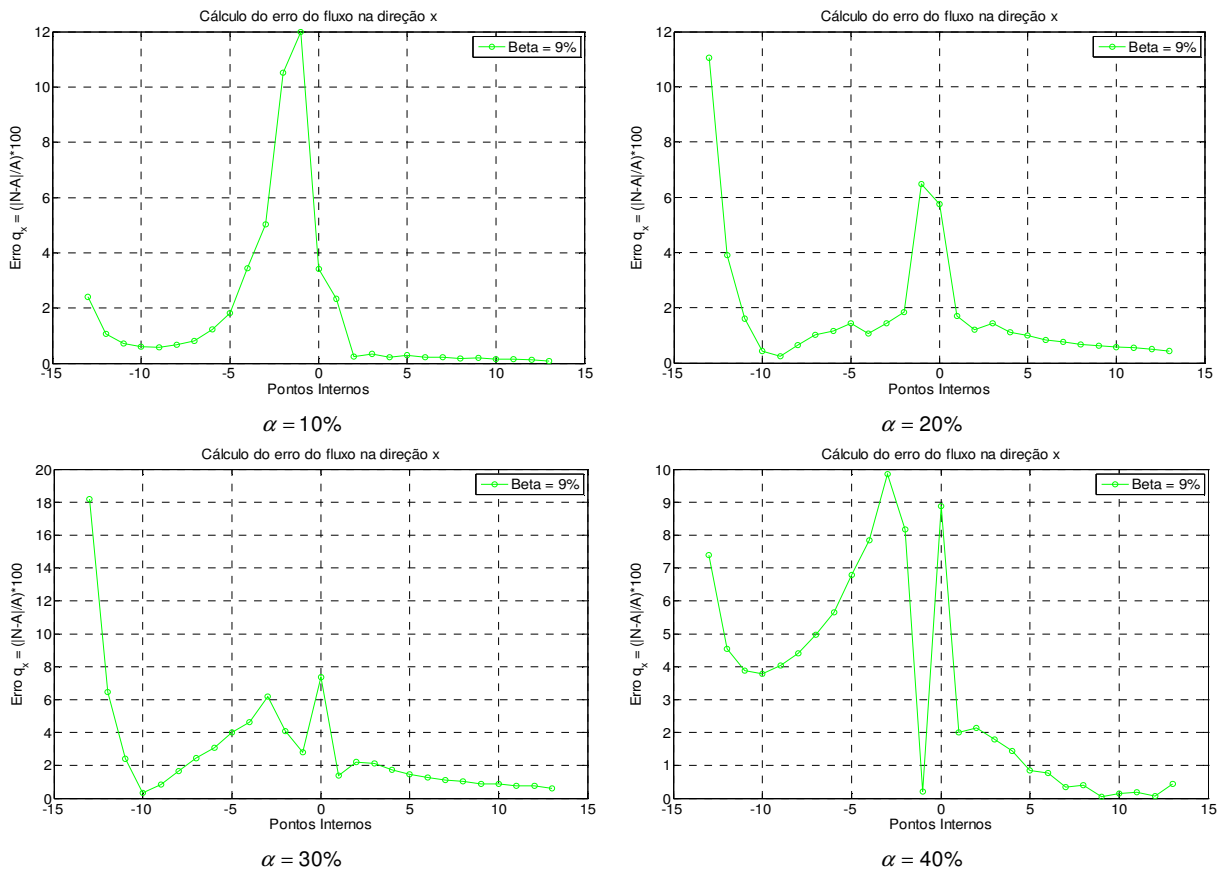 Cálculo do erro do fluxo na direção x
Beta = 9%
Erro q_x = (|N-A|/A)*100
12
10
8
6
4
2
0
-15 -10 -5 0 5 10 15
Pontos Internos
α = 10%
Cálculo do erro do fluxo na direção x
Beta = 9%
Erro q_x = (|N-A|/A)*100
12
10
8
6
4
2
0
-15 -10 -5 0 5 10 15
Pontos Internos
α = 20%
Cálculo do erro do fluxo na direção x
Beta = 9%
Erro q_x = (|N-A|/A)*100
20
18
16
14
12
10
8
6
4
2
0
-15 -10 -5 0 5 10 15
Pontos Internos
α = 30%
Cálculo do erro do fluxo na direção x
Beta = 9%
Erro q_x = (|N-A|/A)*100
10
9
8
7
6
5
4
3
2
1
0
-15 -10 -5 0 5 10 15
Pontos Internos
α = 40%